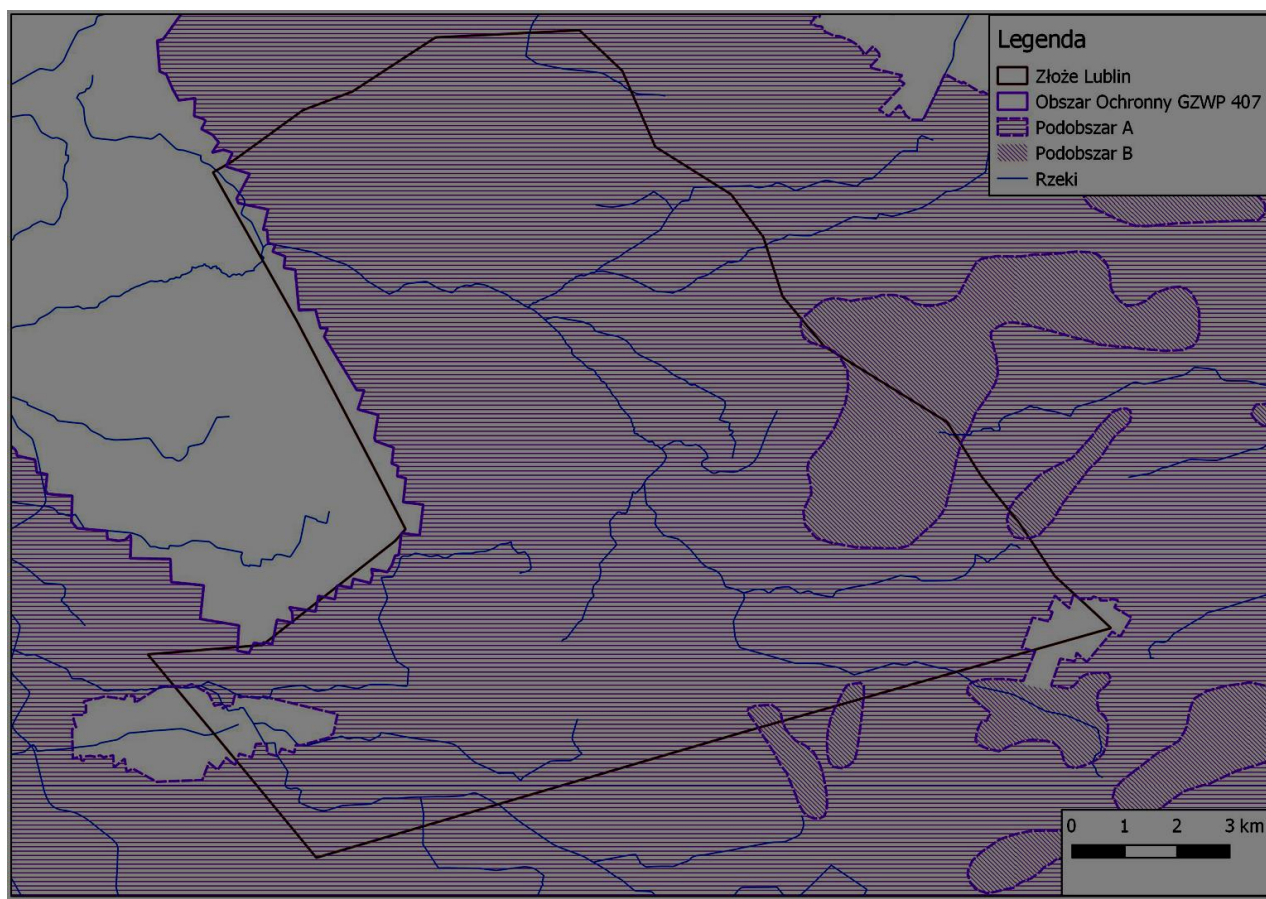 Legenda
Złoże Lublin
Obszar Ochronny GZWP 407
Podobszar A
Podobszar B
Rzeki
0 1 2 3 km